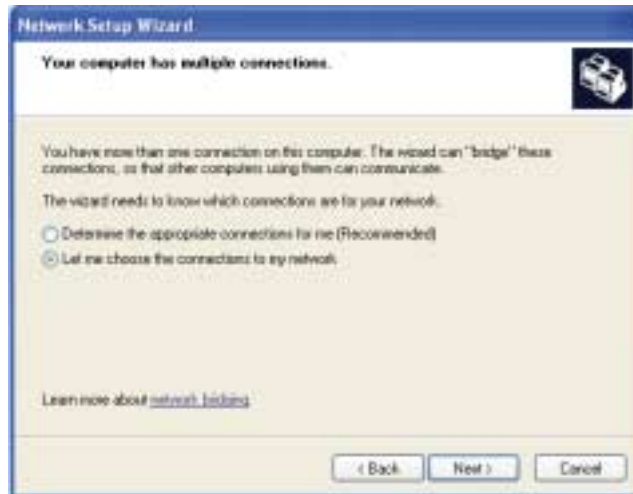 Network Setup Wizard
Your computer has multiple connections.
You have more than one connection on this computer. The wizard can "bridge" these
connections, so that other computers using them can communicate.
The wizard needs to know which connections are for your network.
Determine the appropriate connections for me (Recommended)
Let me choose the connections to my network
Learn more about network bridging
< Back
Next >
Cancel